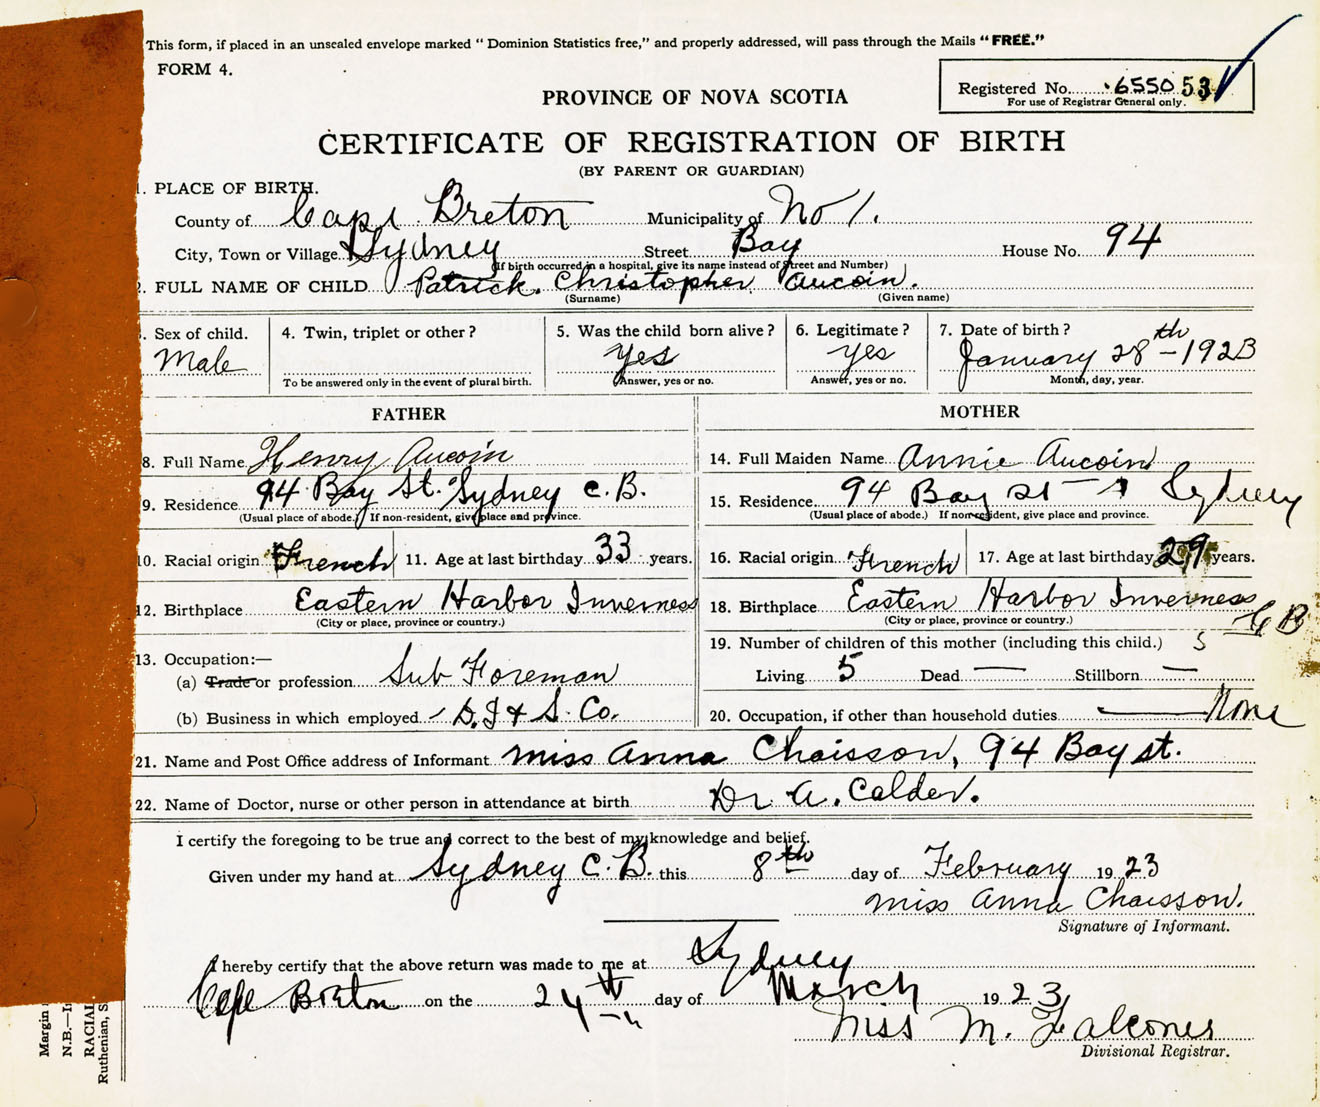 This form, if placed in an unsealed envelope marked “Dominion Statistics free,” and properly addressed, will pass through the Mails “FREE.”
FORM 4.
Registered No. 6550 53
For use of Registrar General only.
PROVINCE OF NOVA SCOTIA
CERTIFICATE OF REGISTRATION OF BIRTH
(BY PARENT OR GUARDIAN)
1. PLACE OF BIRTH.
County of Cape Breton Municipality of No 1.
City, Town or Village Sydney Street Bay House No. 94
(If birth occurred in a hospital, give its name instead of Street and Number)
2. FULL NAME OF CHILD Patrick. Christopher Aucoin.
(Surname) (Given name)
3. Sex of child. 4. Twin, triplet or other? 5. Was the child born alive? 6. Legitimate? 7. Date of birth?
Male Yes Yes January 28th - 1923
To be answered only in the event of plural birth. Answer, yes or no. Answer, yes or no. Month, day, year.
FATHER MOTHER
8. Full Name Henry Aucoin 14. Full Maiden Name Annie Aucoin
9. Residence 94 Bay St. Sydney C.B. 15. Residence 94 Bay St Sydney
(Usual place of abode.) If non-resident, give place and province. (Usual place of abode.) If non-resident, give place and province.
10. Racial origin French 11. Age at last birthday 33 years. 16. Racial origin French 17. Age at last birthday 29 years.
12. Birthplace Eastern Harbor Inverness 18. Birthplace Eastern Harbor Inverness C B
(City or place, province or country.) (City or place, province or country.)
19. Number of children of this mother (including this child.) 5
13. Occupation:—
(a) Trade or profession Sub Foreman Living 5 Dead — Stillborn —
(b) Business in which employed D. I & S. Co. 20. Occupation, if other than household duties None
21. Name and Post Office address of Informant Miss Anna Chaisson, 94 Bay St.
22. Name of Doctor, nurse or other person in attendance at birth Dr A. Calder.
I certify the foregoing to be true and correct to the best of my knowledge and belief.
Given under my hand at Sydney C.B. this 8th day of February 1923
Miss Anna Chaisson.
Signature of Informant.
I hereby certify that the above return was made to me at Sydney
Cape Breton on the 24th day of March 1923
Miss M. Falconer
Divisional Registrar.
Margin
N.B.—I
RACIAL
Ruthenian, S